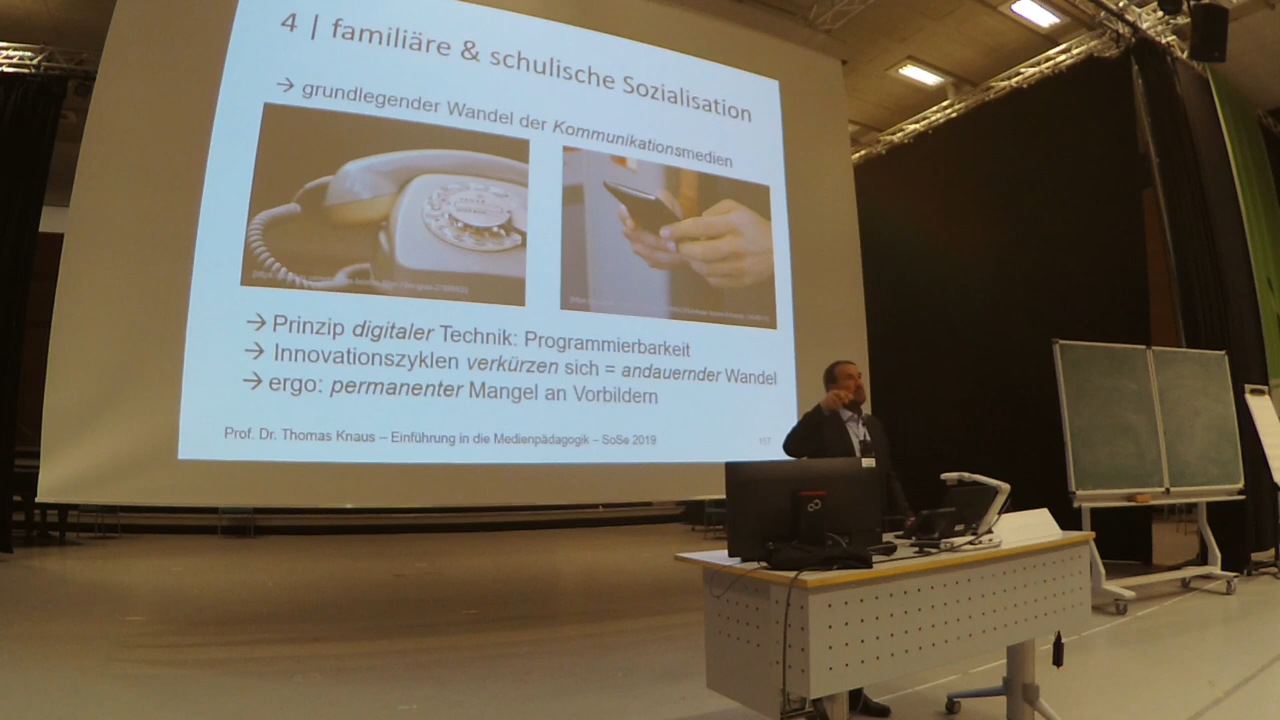 4 | familiäre & schulische Sozialisation
→ grundlegender Wandel der Kommunikationsmedien
→ Prinzip digitaler Technik: Programmierbarkeit
→ Innovationszyklen verkürzen sich = andauernder Wandel
→ ergo: permanenter Mangel an Vorbildern
Prof. Dr. Thomas Knaus – Einführung in die Medienpädagogik – SoSe 2019
157